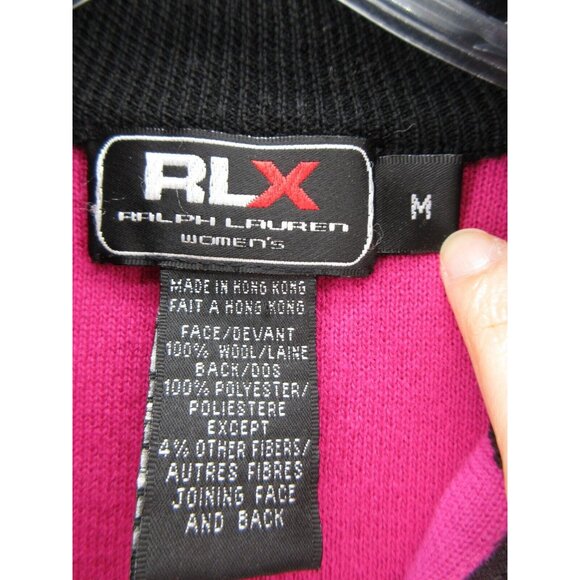 RLX
RALPH LAUREN
WOMEN'S
M
MADE IN HONG KONG
FAIT A HONG KONG
FACE/DEVANT
100% WOOL/LAINE
BACK/DOS
100% POLYESTER/
POLIESTERE
EXCEPT
4% OTHER FIBERS/
AUTRES FIBRES
JOINING FACE
AND BACK